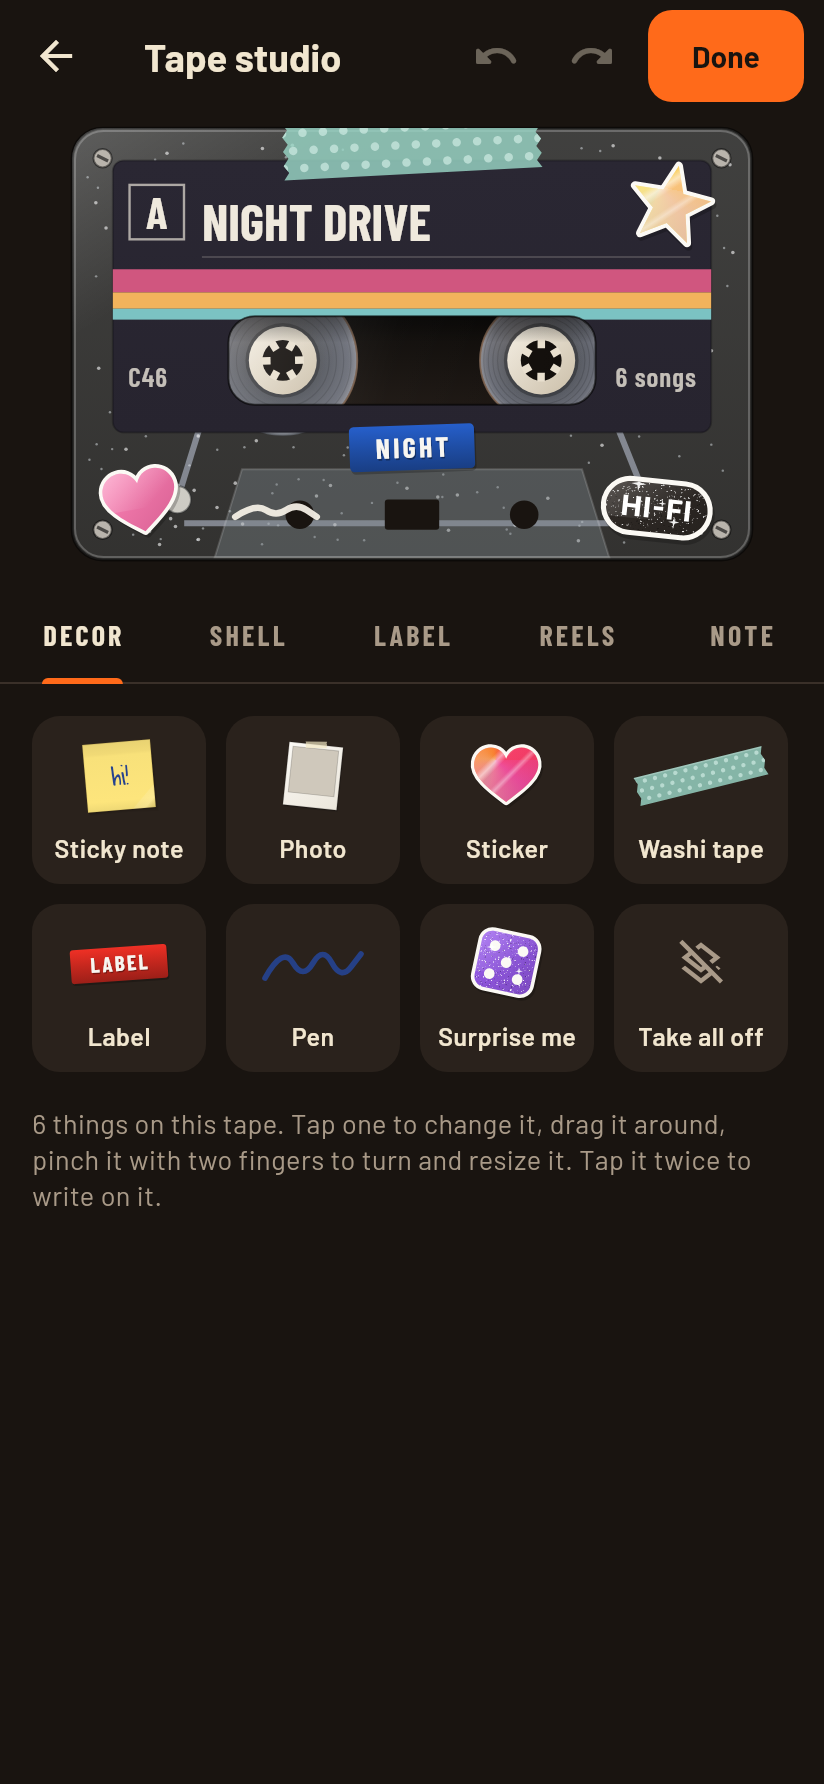 Tape studio
Done
A
NIGHT DRIVE
C46
6 songs
NIGHT
HI-FI
DECOR
SHELL
LABEL
REELS
NOTE
hi!
Sticky note
Photo
Sticker
Washi tape
LABEL
Label
Pen
Surprise me
Take all off
6 things on this tape. Tap one to change it, drag it around,
pinch it with two fingers to turn and resize it. Tap it twice to
write on it.